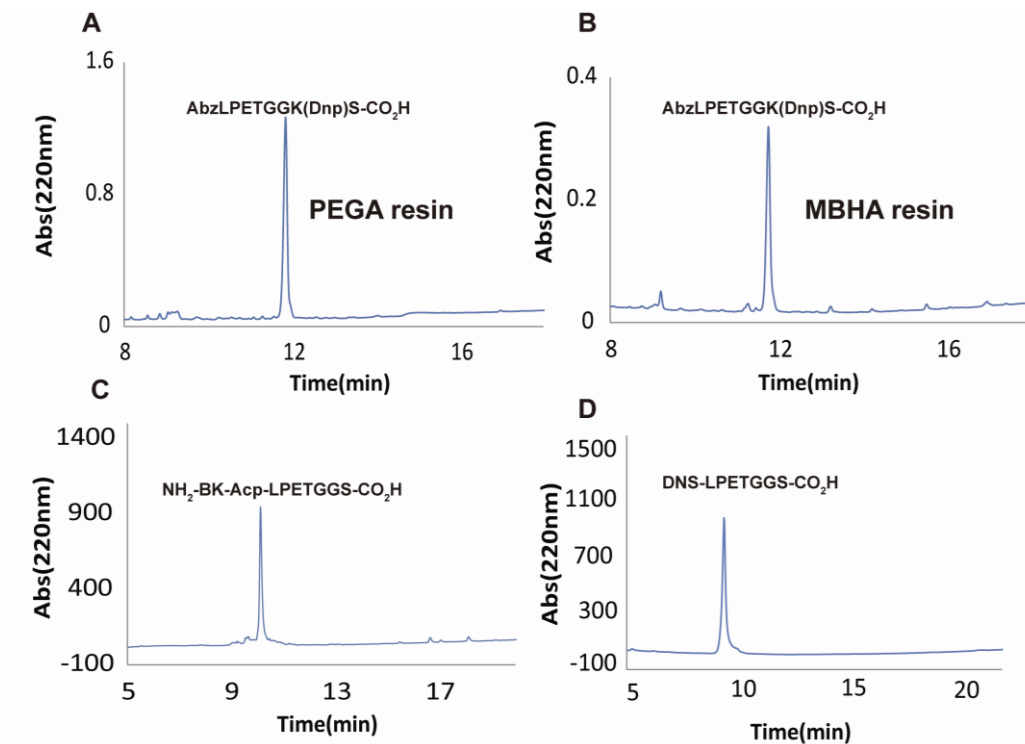 A
1.6
0.8
0
Abs(220nm)
AbzLPETGGK(Dnp)S-CO₂H
PEGA resin
8
12
16
Time(min)
B
0.4
0.2
0
Abs(220nm)
AbzLPETGGK(Dnp)S-CO₂H
MBHA resin
8
12
16
Time(min)
C
1400
900
400
-100
Abs(220nm)
NH₂-BK-Acp-LPETGGS-CO₂H
5
9
13
17
Time(min)
D
1500
1100
700
300
-100
Abs(220nm)
DNS-LPETGGS-CO₂H
5
10
15
20
Time(min)